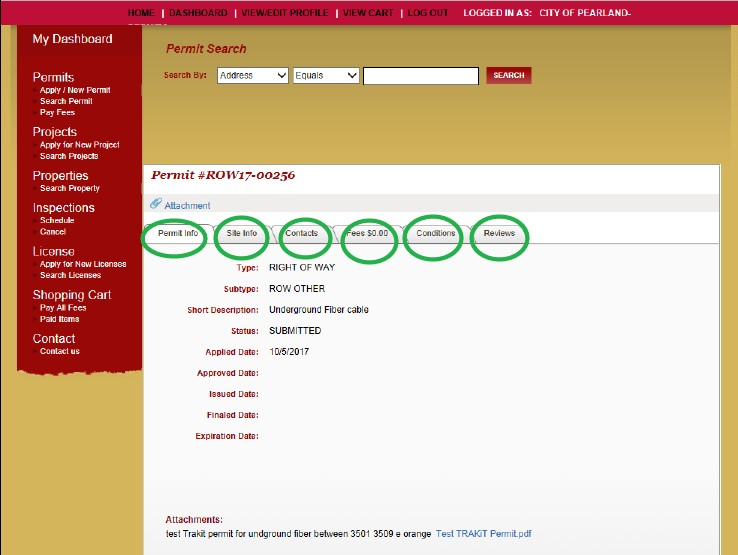 HOME | DASHBOARD | VIEW/EDIT PROFILE | VIEW CART | LOG OUT LOGGED IN AS: CITY OF PEARLAND-
My Dashboard
Permits
Apply / New Permit
Search Permit
Pay Fees
Projects
Apply for New Project
Search Projects
Properties
Search Property
Inspections
Schedule
Cancel
License
Apply for New Licenses
Search Licenses
Shopping Cart
Pay All Fees
Paid Items
Contact
Contact us
Permit Search
Search By: Address Equals SEARCH
Permit #ROW17-00256
Attachment
Permit Info Site Info Contacts Fees $0.00 Conditions Reviews
Type: RIGHT OF WAY
Subtype: ROW OTHER
Short Description: Underground Fiber cable
Status: SUBMITTED
Applied Date: 10/5/2017
Approved Date:
Issued Date:
Finaled Date:
Expiration Date:
Attachments:
test Trakit permit for undground fiber between 3501 3509 e orange Test TRAKiT Permit.pdf